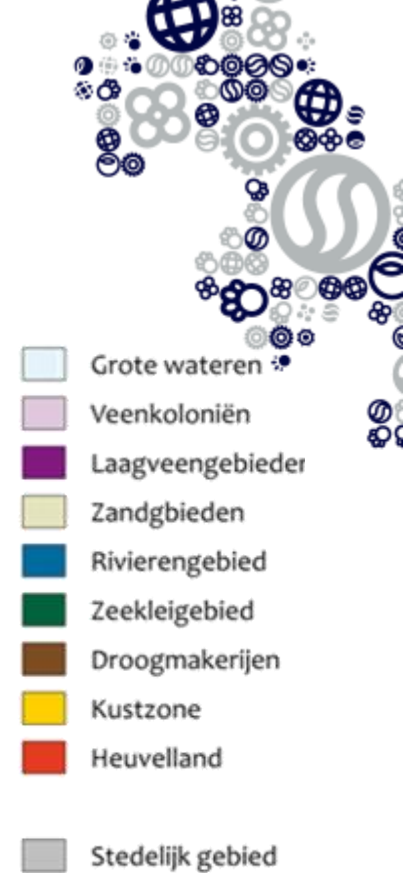 Grote wateren
Veenkoloniën
Laagveengebieder
Zandgbieden
Rivierengebied
Zeekleigebied
Droogmakerijen
Kustzone
Heuvelland
Stedelijk gebied